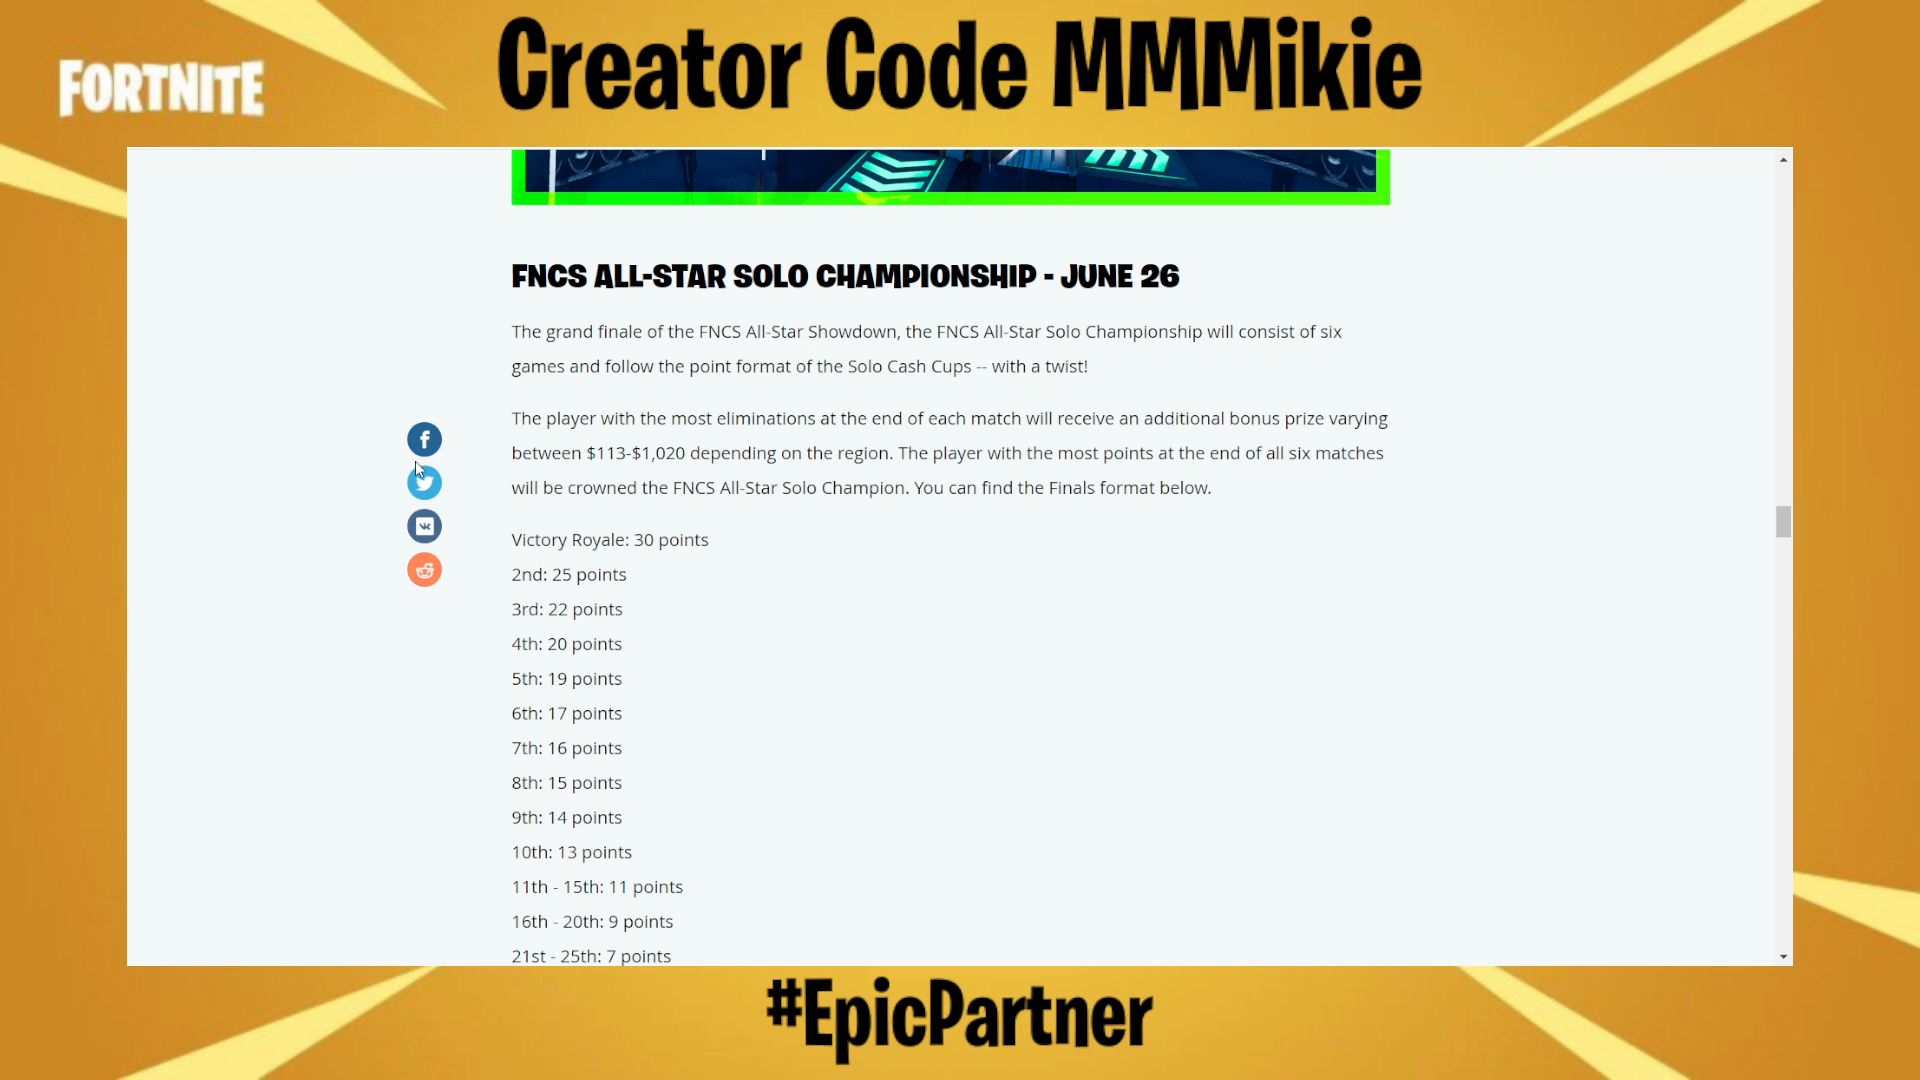 Creator Code MMMikie
FORTNITE
FNCS ALL-STAR SOLO CHAMPIONSHIP - JUNE 26
The grand finale of the FNCS All-Star Showdown, the FNCS All-Star Solo Championship will consist of six
games and follow the point format of the Solo Cash Cups -- with a twist!
The player with the most eliminations at the end of each match will receive an additional bonus prize varying
between $113-$1,020 depending on the region. The player with the most points at the end of all six matches
will be crowned the FNCS All-Star Solo Champion. You can find the Finals format below.
Victory Royale: 30 points
2nd: 25 points
3rd: 22 points
4th: 20 points
5th: 19 points
6th: 17 points
7th: 16 points
8th: 15 points
9th: 14 points
10th: 13 points
11th - 15th: 11 points
16th - 20th: 9 points
21st - 25th: 7 points
#EpicPartner